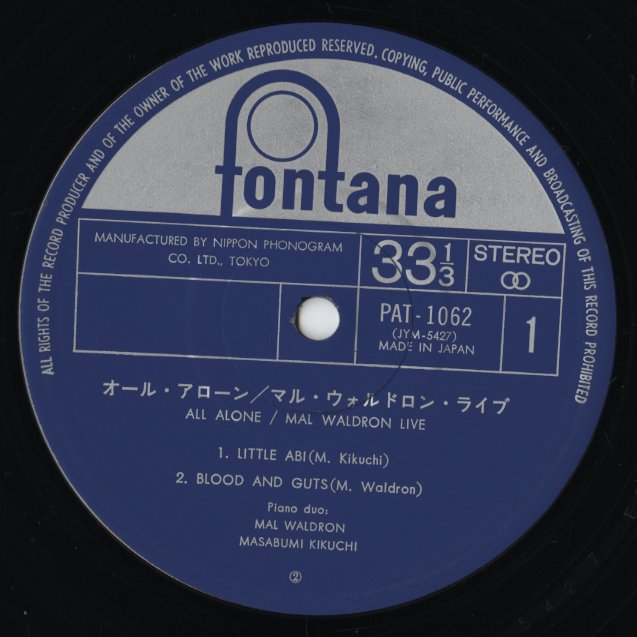 ALL RIGHTS OF THE RECORD PRODUCER AND OF THE OWNER OF THE WORK REPRODUCED RESERVED. COPYING, PUBLIC PERFORMANCE AND BROADCASTING OF THIS RECORD PROHIBITED
fontana
MANUFACTURED BY NIPPON PHONOGRAM
CO. LTD., TOKYO
33 1/3
STEREO
PAT-1062
(JYM-5427)
MADE IN JAPAN
1
オール・アローン／マル・ウォルドロン・ライブ
ALL ALONE / MAL WALDRON LIVE
1. LITTLE ABI(M. Kikuchi)
2. BLOOD AND GUTS(M. Waldron)
Piano duo:
MAL WALDRON
MASABUMI KIKUCHI
②